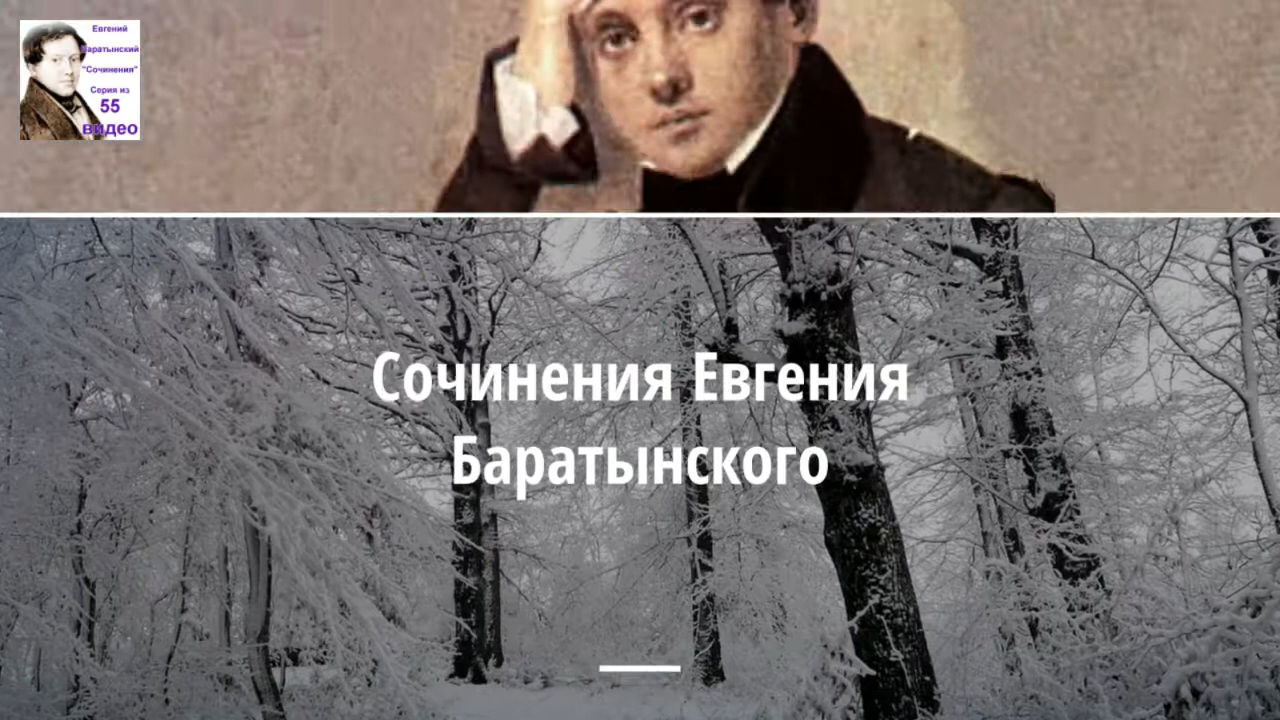 Евгений
Баратынский
"Сочинения"
Серия из
55
видео
Сочинения Евгения
Баратынского